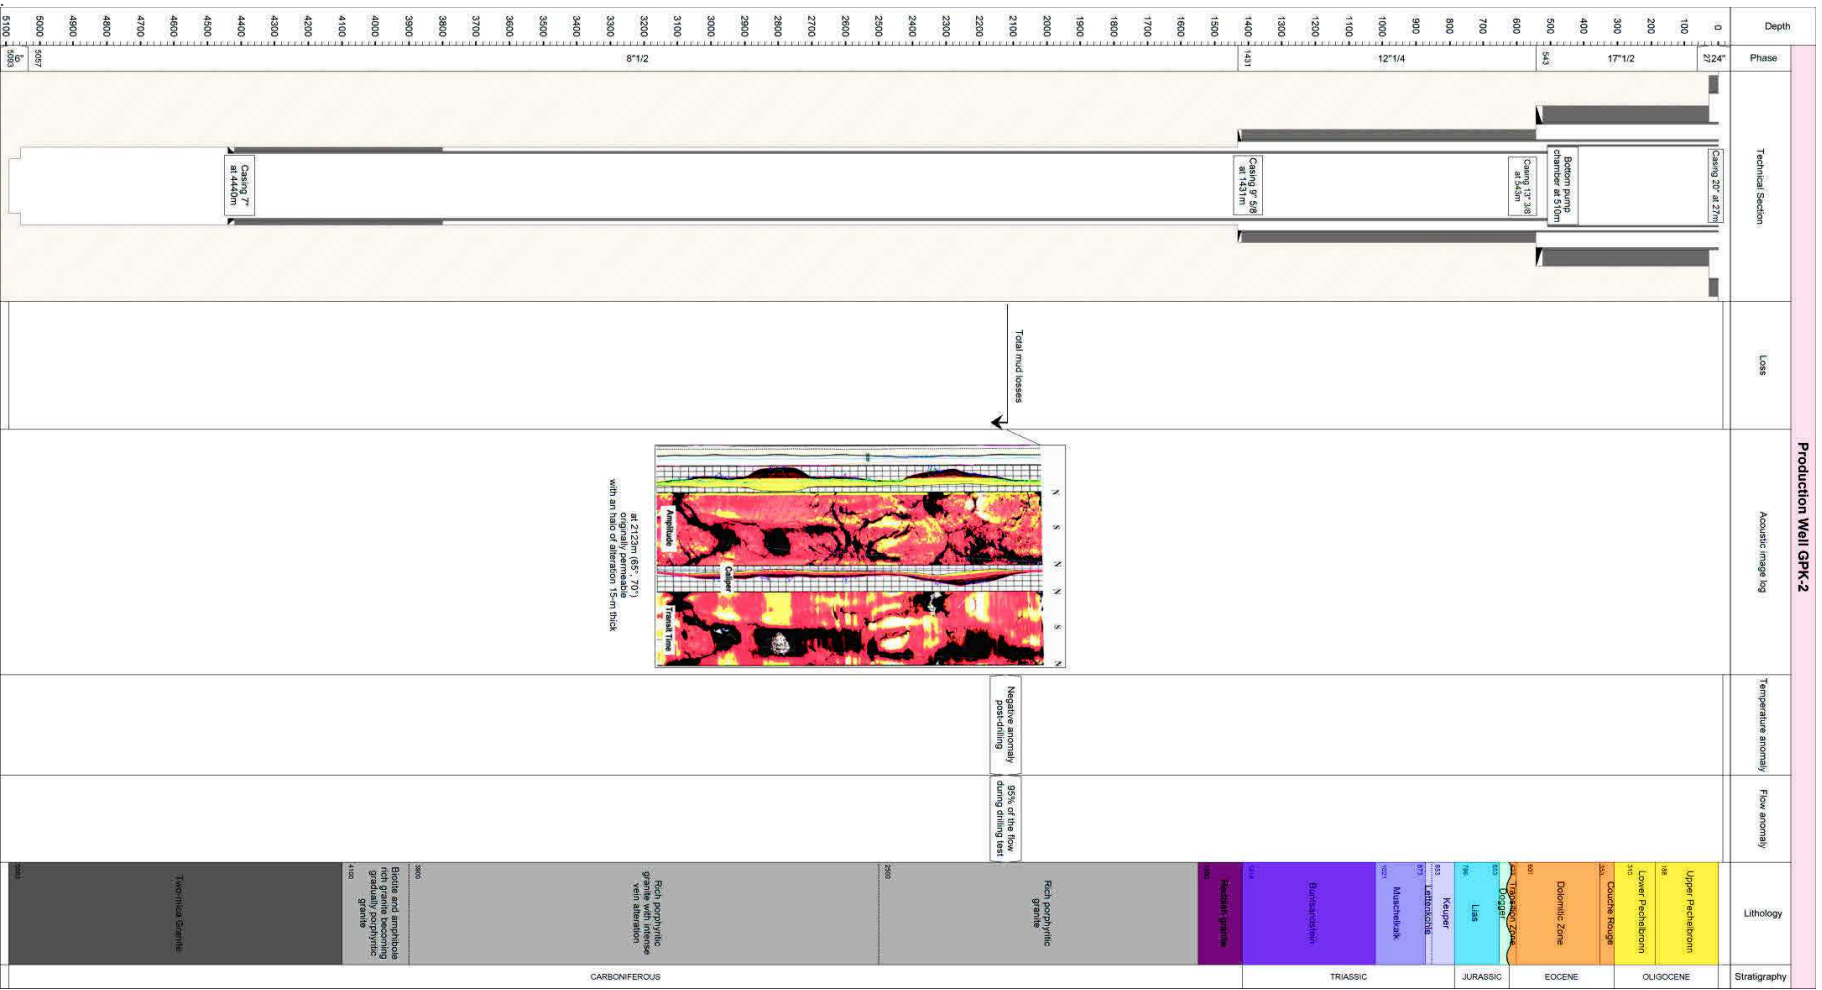 Production Well GPK-2
Depth
0
100
200
300
400
500
600
700
800
900
1000
1100
1200
1300
1400
1500
1600
1700
1800
1900
2000
2100
2200
2300
2400
2500
2600
2700
2800
2900
3000
3100
3200
3300
3400
3500
3600
3700
3800
3900
4000
4100
4200
4300
4400
4500
4600
4700
4800
4900
5000
5100
Phase
24"
17"1/2
543
12"1/4
1431
8"1/2
5057
6"
5093
Technical Section
Casing 20" at 27m
Bottom pump
chamber at 510m
Casing 13" 3/8
at 543m
Casing 9" 5/8
at 1431m
Casing 7"
at 4440m
Loss
Total mud losses
Acoustic image log
N
S
N
N
S
N
Amplitude
Caliper
Transit Time
at 2123m (65°, 70°)
originally permeable
with an halo of alteration 15-m thick
Temperature anomaly
Negative anomaly
post-drilling
Flow anomaly
95% of the flow
during drilling test
Lithology
Upper Pechelbronn
Lower Pechelbronn
310
Couche Rouge
Dolomitic Zone
Transition Zone
Dogger
Lias
Keuper
Lettenkohle
Muschelkalk
Buntsandstein
Reddish granite
Rich porphyritic
granite
2500
Rich porphyritic
granite with intense
vein alteration
3900
Biotite and amphibole
rich granite becoming
gradually porphyritic
granite
4100
Two-mica Granite
Stratigraphy
OLIGOCENE
EOCENE
JURASSIC
TRIASSIC
CARBONIFEROUS